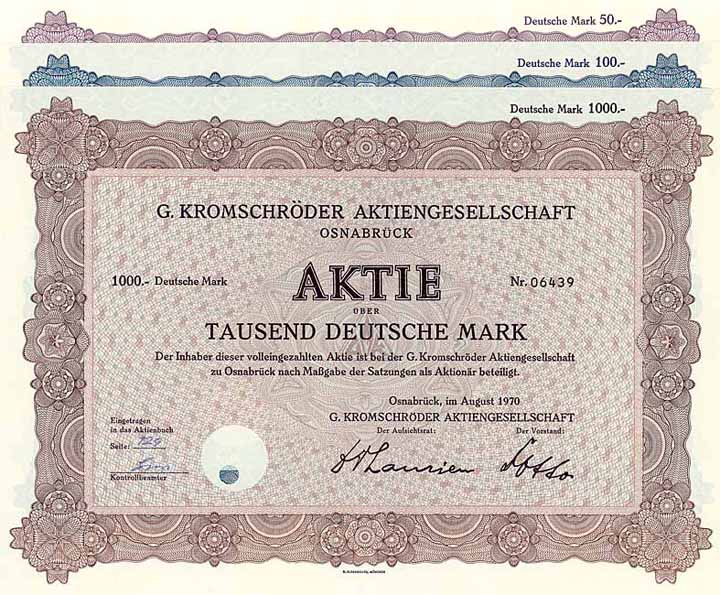 Deutsche Mark 50.-
Deutsche Mark 100.-
Deutsche Mark 1000.-
G. KROMSCHRÖDER AKTIENGESELLSCHAFT
OSNABRÜCK
1000.- Deutsche Mark
AKTIE
Nr. 06439
ÜBER
TAUSEND DEUTSCHE MARK
Der Inhaber dieser volleingezahlten Aktie ist bei der G. Kromschröder Aktiengesellschaft
zu Osnabrück nach Maßgabe der Satzungen als Aktionär beteiligt.
Osnabrück, im August 1970
G. KROMSCHRÖDER AKTIENGESELLSCHAFT
Der Aufsichtsrat: Der Vorstand:
Eingetragen
in das Aktienbuch
Seite: 729
Kontrollbeamter